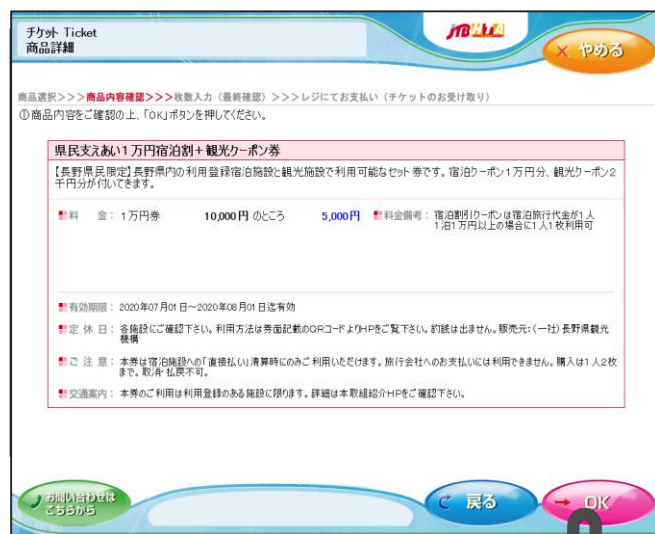 チケット Ticket
商品詳細
JTB
× やめる
商品選択>>>商品内容確認>>>枚数入力（最終確認）>>>レジにてお支払い（チケットのお受け取り）
①商品内容をご確認の上、「OK」ボタンを押してください。
県民支えあい1万円宿泊割+観光クーポン券
【長野県民限定】長野県内の利用登録宿泊施設と観光施設で利用可能なセット券です。宿泊クーポン1万円分、観光クーポン2
千円分が付いてきます。
料 金： 1万円券 10,000円 のところ 5,000円 料金備考： 宿泊割引クーポンは宿泊旅行代金が1人
1泊1万円以上の場合に1人1枚利用可
有効期限： 2020年07月01日～2020年08月01日迄有効
定 休 日： 各施設にご確認下さい。利用方法は券面記載のQRコードよりHPをご覧下さい。釣銭は出ません。販売元：（一社）長野県観光
機構
ご 注 意： 本券は宿泊施設への「直接払い」清算時にのみご利用いただけます。旅行会社へのお支払いには利用できません。購入は1人2枚
まで。取消・払戻不可。
交通案内： 本券のご利用は利用登録のある施設に限ります。詳細は本取組紹介HPをご確認下さい。
お問い合わせは
こちらから
戻る
→ OK